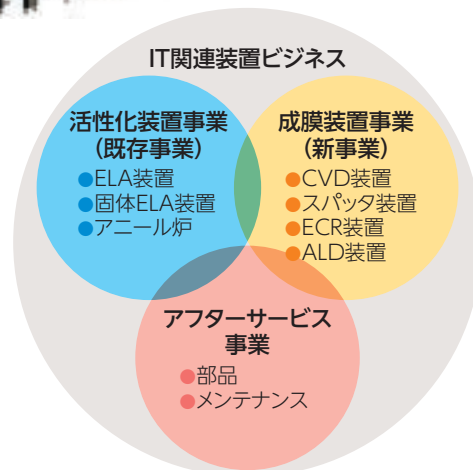 IT関連装置ビジネス
活性化装置事業
（既存事業）
●ELA装置
●固体ELA装置
●アニール炉
成膜装置事業
（新事業）
●CVD装置
●スパッタ装置
●ECR装置
●ALD装置
アフターサービス
事業
●部品
●メンテナンス